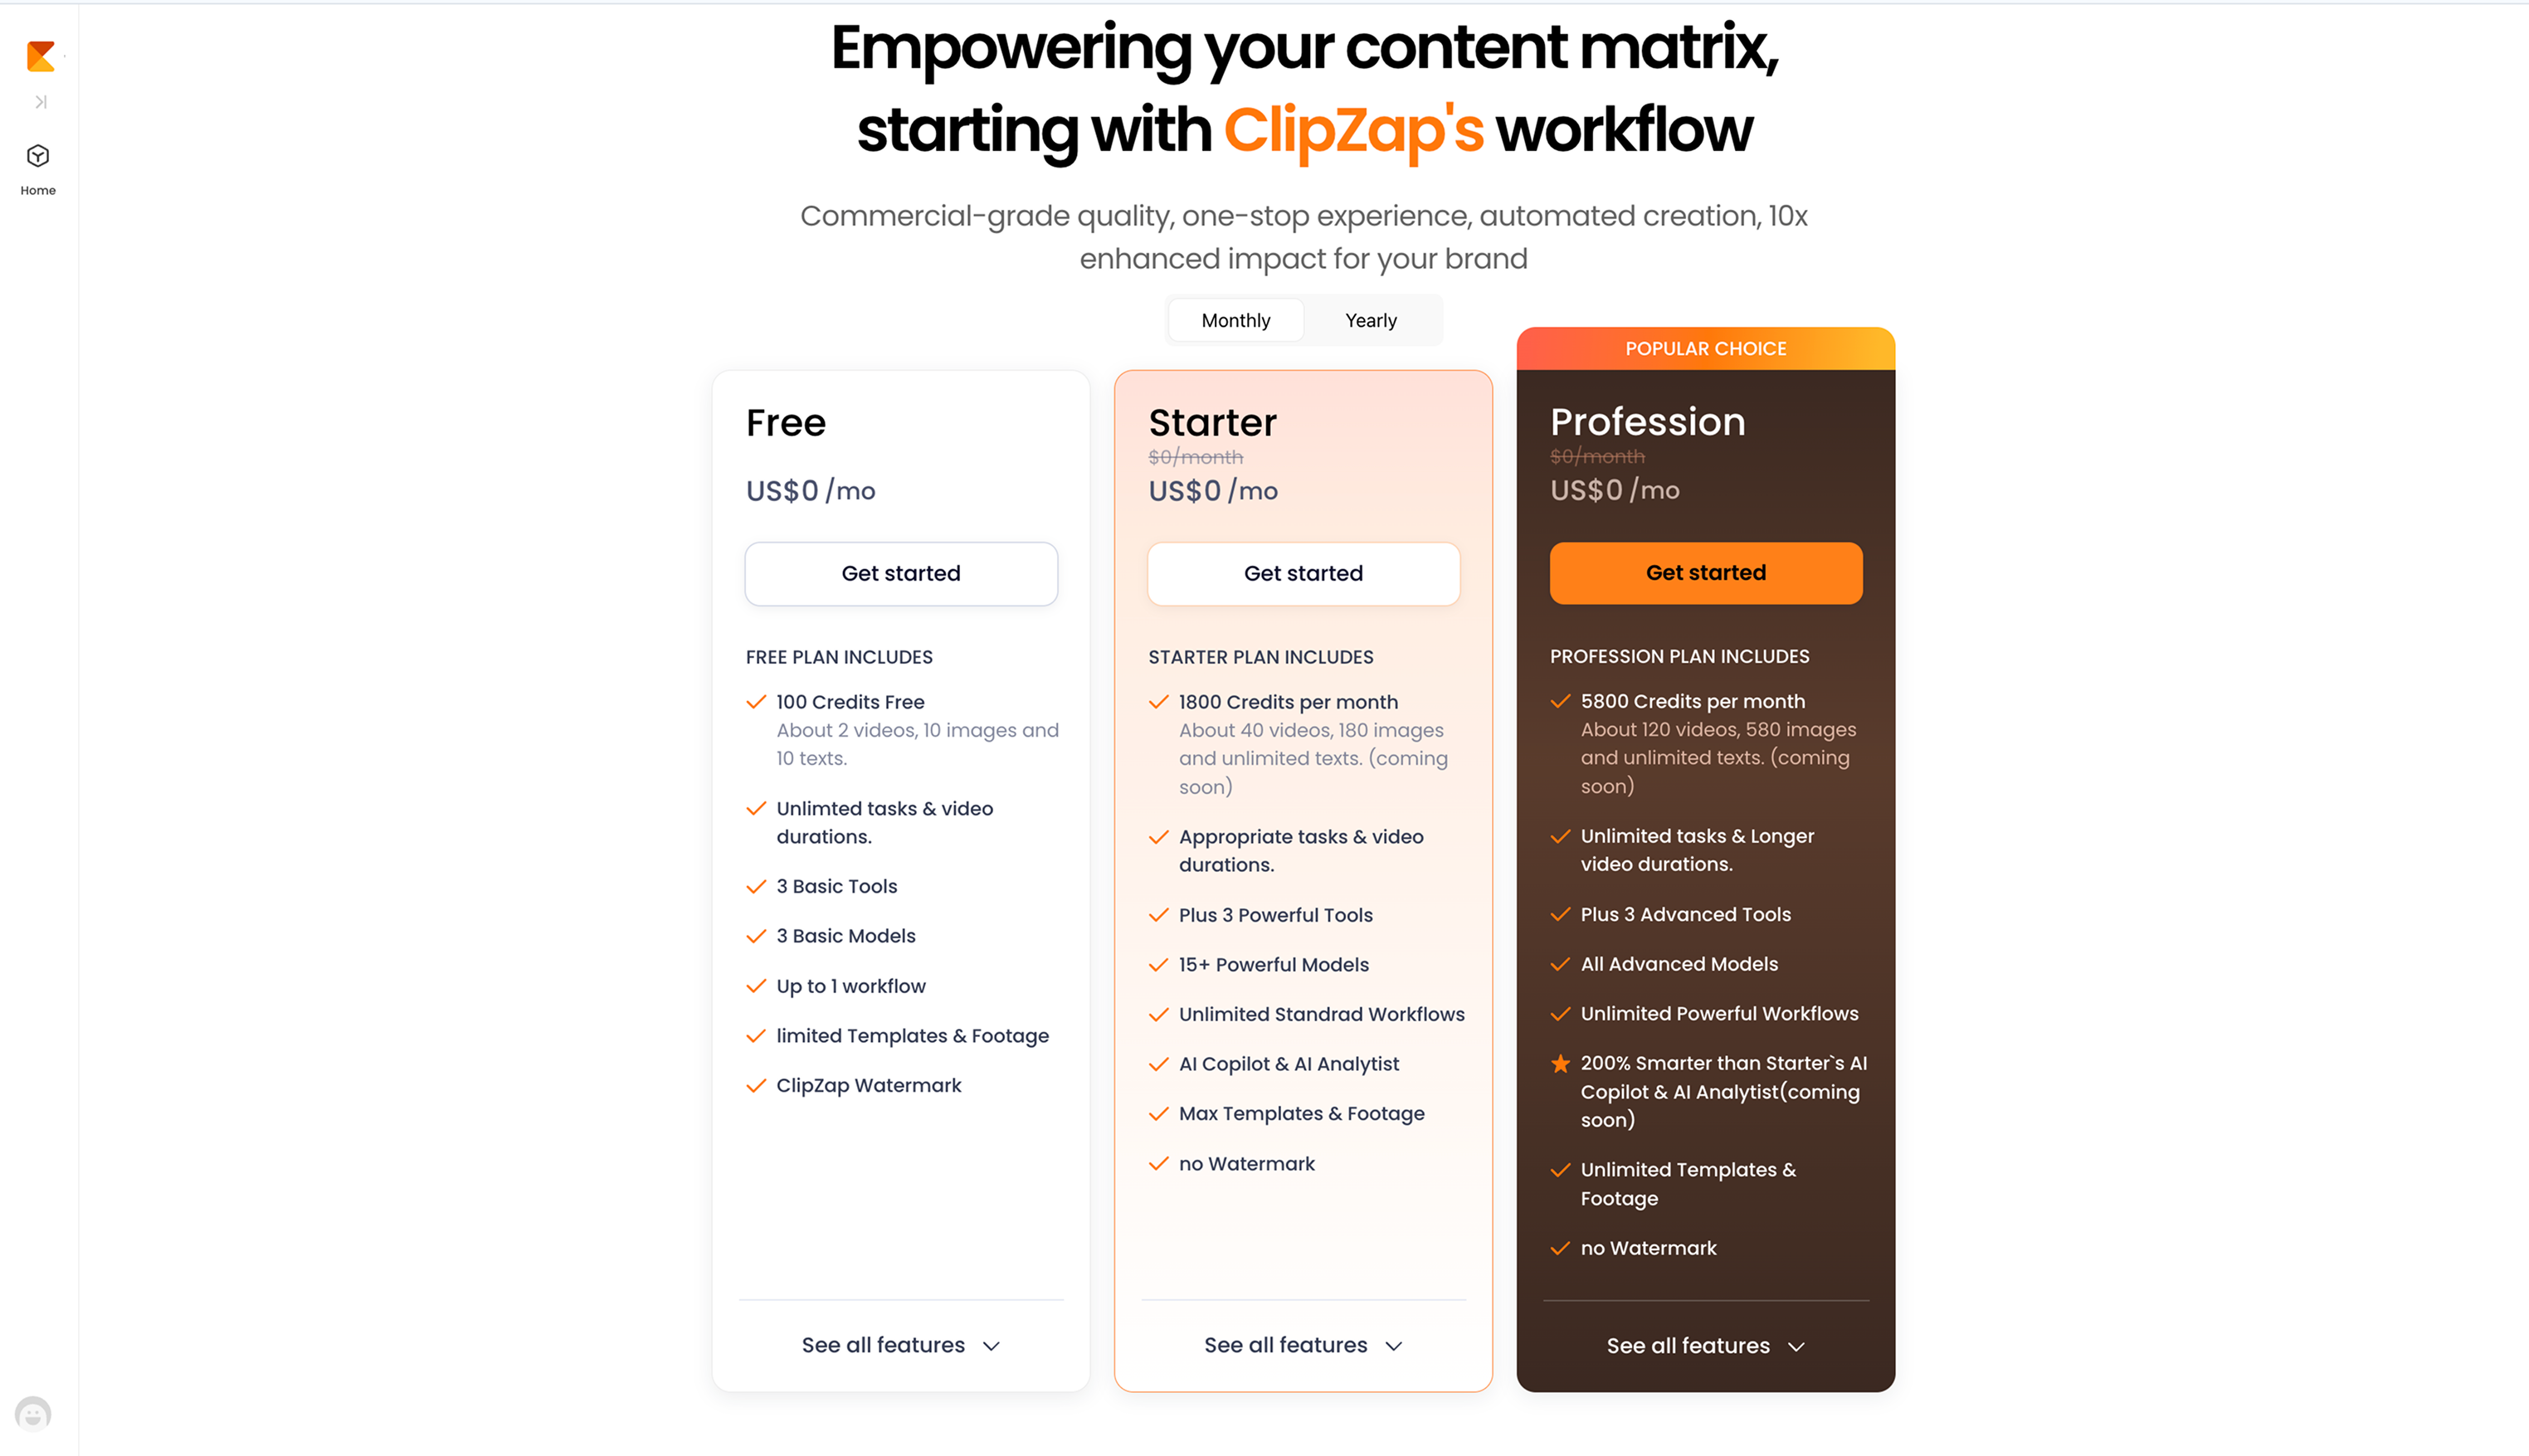 Empowering your content matrix,
starting with ClipZap's workflow
Commercial-grade quality, one-stop experience, automated creation, 10x
enhanced impact for your brand
Home
Monthly
Yearly
Free
US$0 /mo
Get started
FREE PLAN INCLUDES
100 Credits Free
About 2 videos, 10 images and
10 texts.
Unlimted tasks & video
durations.
3 Basic Tools
3 Basic Models
Up to 1 workflow
limited Templates & Footage
ClipZap Watermark
See all features
Starter
$0/month
US$0 /mo
Get started
STARTER PLAN INCLUDES
1800 Credits per month
About 40 videos, 180 images
and unlimited texts. (coming
soon)
Appropriate tasks & video
durations.
Plus 3 Powerful Tools
15+ Powerful Models
Unlimited Standrad Workflows
AI Copilot & AI Analytist
Max Templates & Footage
no Watermark
See all features
POPULAR CHOICE
Profession
$0/month
US$0 /mo
Get started
PROFESSION PLAN INCLUDES
5800 Credits per month
About 120 videos, 580 images
and unlimited texts. (coming
soon)
Unlimited tasks & Longer
video durations.
Plus 3 Advanced Tools
All Advanced Models
Unlimited Powerful Workflows
200% Smarter than Starter`s AI
Copilot & AI Analytist(coming
soon)
Unlimited Templates &
Footage
no Watermark
See all features